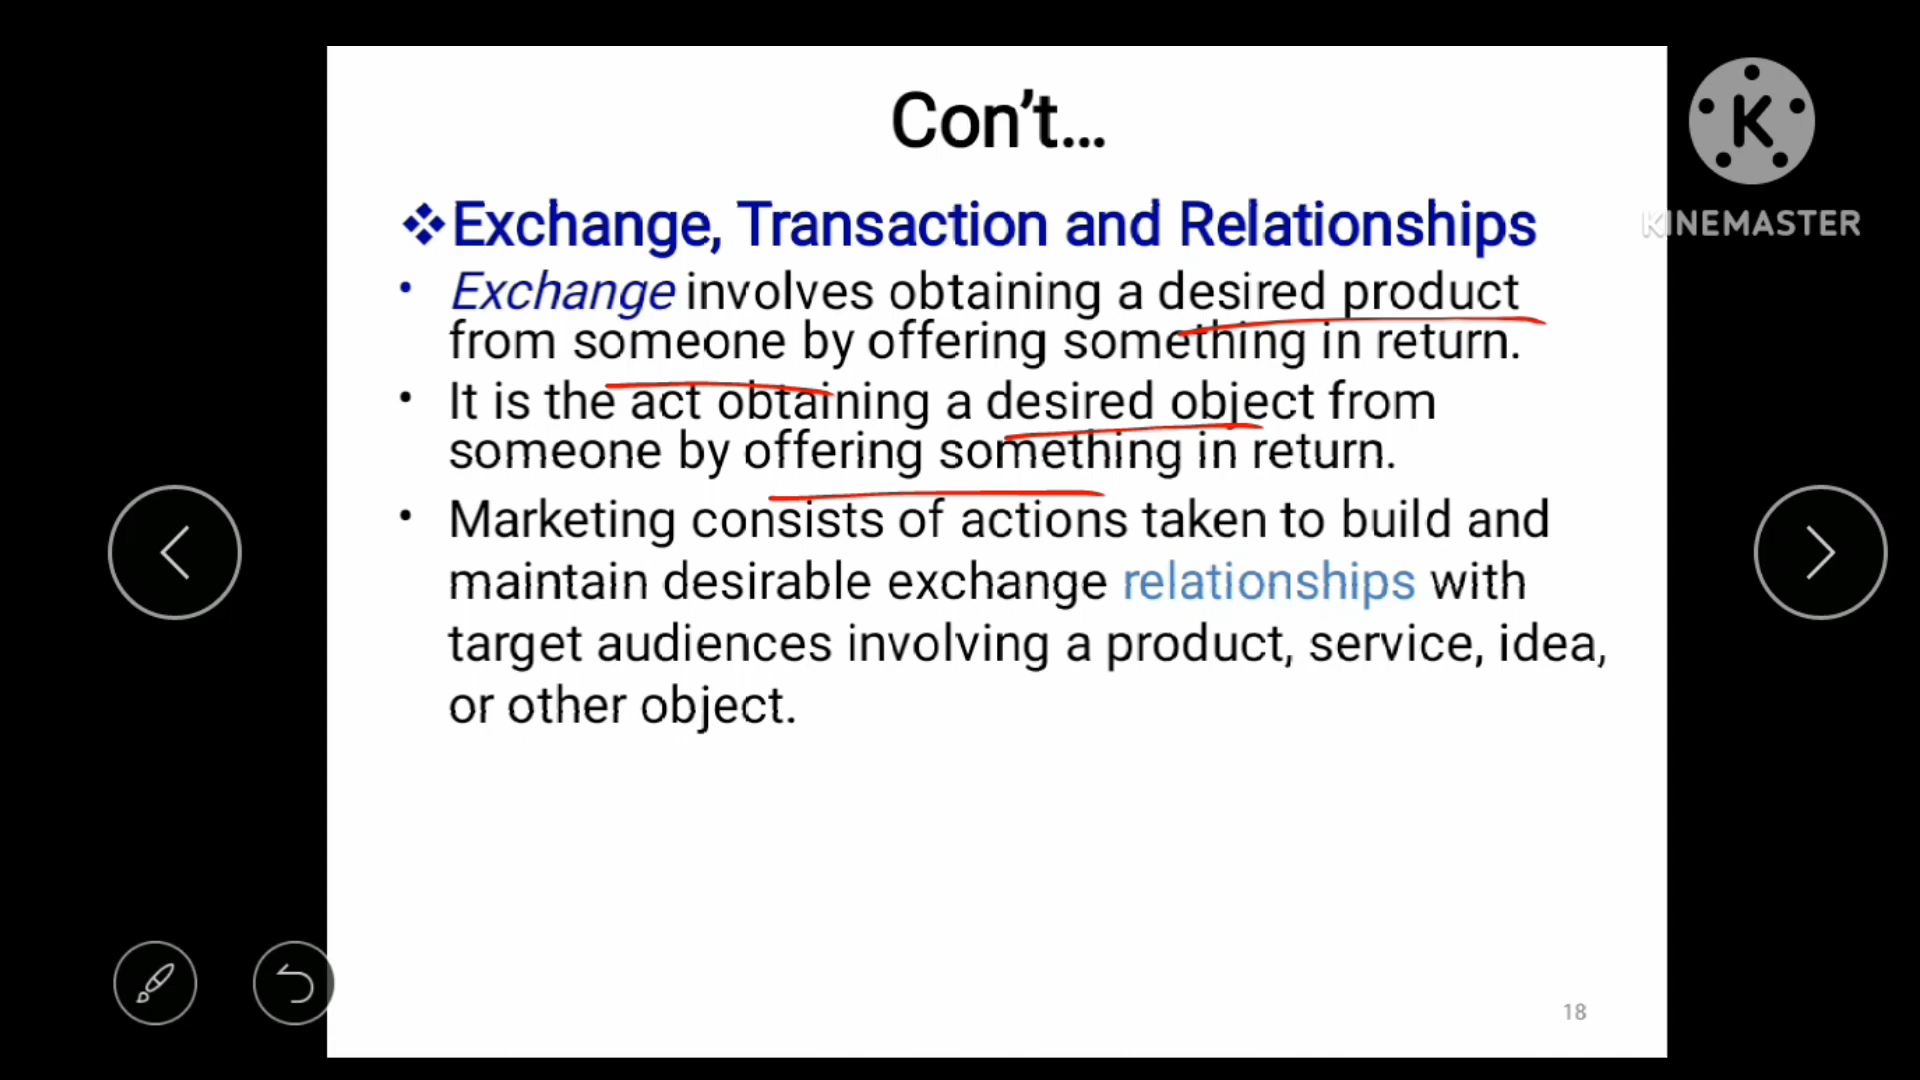 Con't...
❖Exchange, Transaction and Relationships
• Exchange involves obtaining a desired product
from someone by offering something in return.
• It is the act obtaining a desired object from
someone by offering something in return.
• Marketing consists of actions taken to build and
maintain desirable exchange relationships with
target audiences involving a product, service, idea,
or other object.
18
K
KINEMASTER